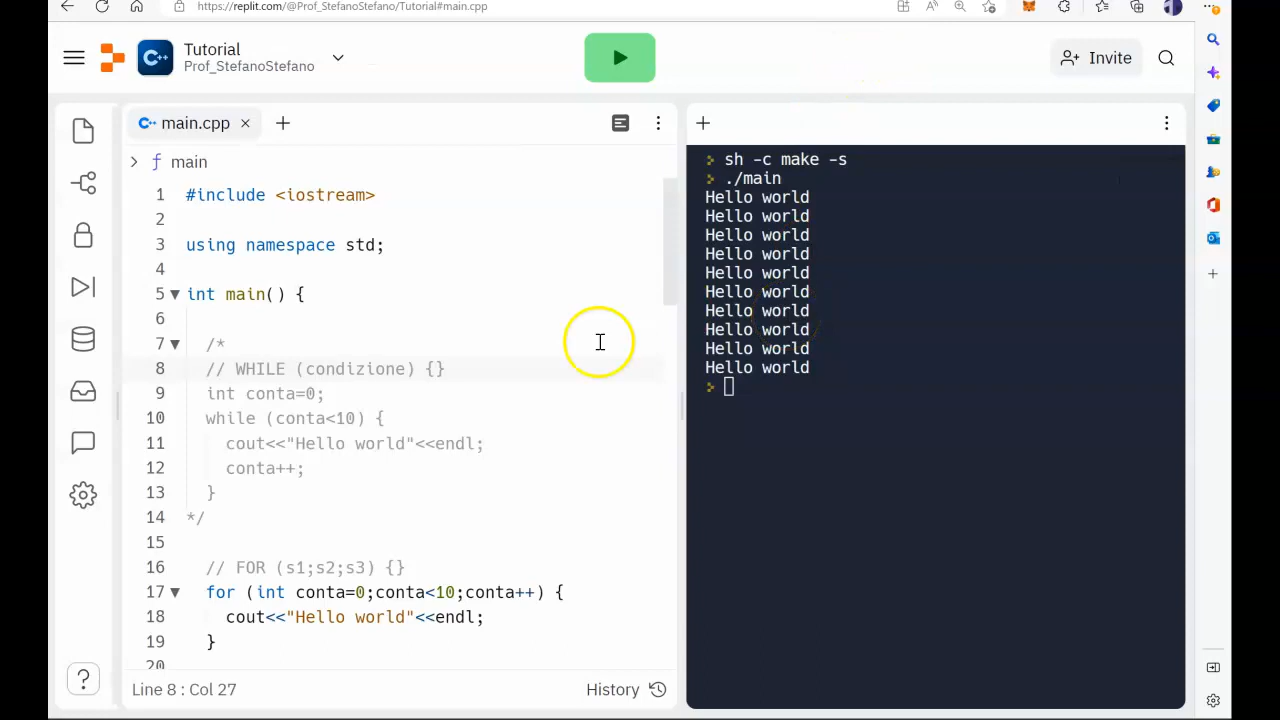 https://replit.com/@Prof_StefanoStefano/Tutorial#main.cpp
C++
Tutorial
Prof_StefanoStefano
Invite
C++ main.cpp × +
> ƒ main
1 #include <iostream>
2
3 using namespace std;
4
5 int main() {
6
7 /*
8 // WHILE (condizione) {}
9 int conta=0;
10 while (conta<10) {
11 cout<<"Hello world"<<endl;
12 conta++;
13 }
14 */
15
16 // FOR (s1;s2;s3) {}
17 for (int conta=0;conta<10;conta++) {
18 cout<<"Hello world"<<endl;
19 }
20
Line 8 : Col 27
History
+
> sh -c make -s
> ./main
Hello world
Hello world
Hello world
Hello world
Hello world
Hello world
Hello world
Hello world
Hello world
Hello world
>
?